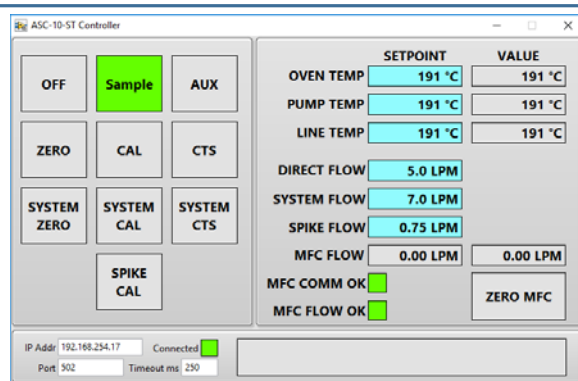 ASC-10-ST Controller
OFF
Sample
AUX
ZERO
CAL
CTS
SYSTEM
ZERO
SYSTEM
CAL
SYSTEM
CTS
SPIKE
CAL
SETPOINT VALUE
OVEN TEMP 191 °C 191 °C
PUMP TEMP 191 °C 191 °C
LINE TEMP 191 °C 191 °C
DIRECT FLOW 5.0 LPM
SYSTEM FLOW 7.0 LPM
SPIKE FLOW 0.75 LPM
MFC FLOW 0.00 LPM 0.00 LPM
MFC COMM OK
MFC FLOW OK
ZERO MFC
IP Addr 192.168.254.17 Connected
Port 502 Timeout ms 250